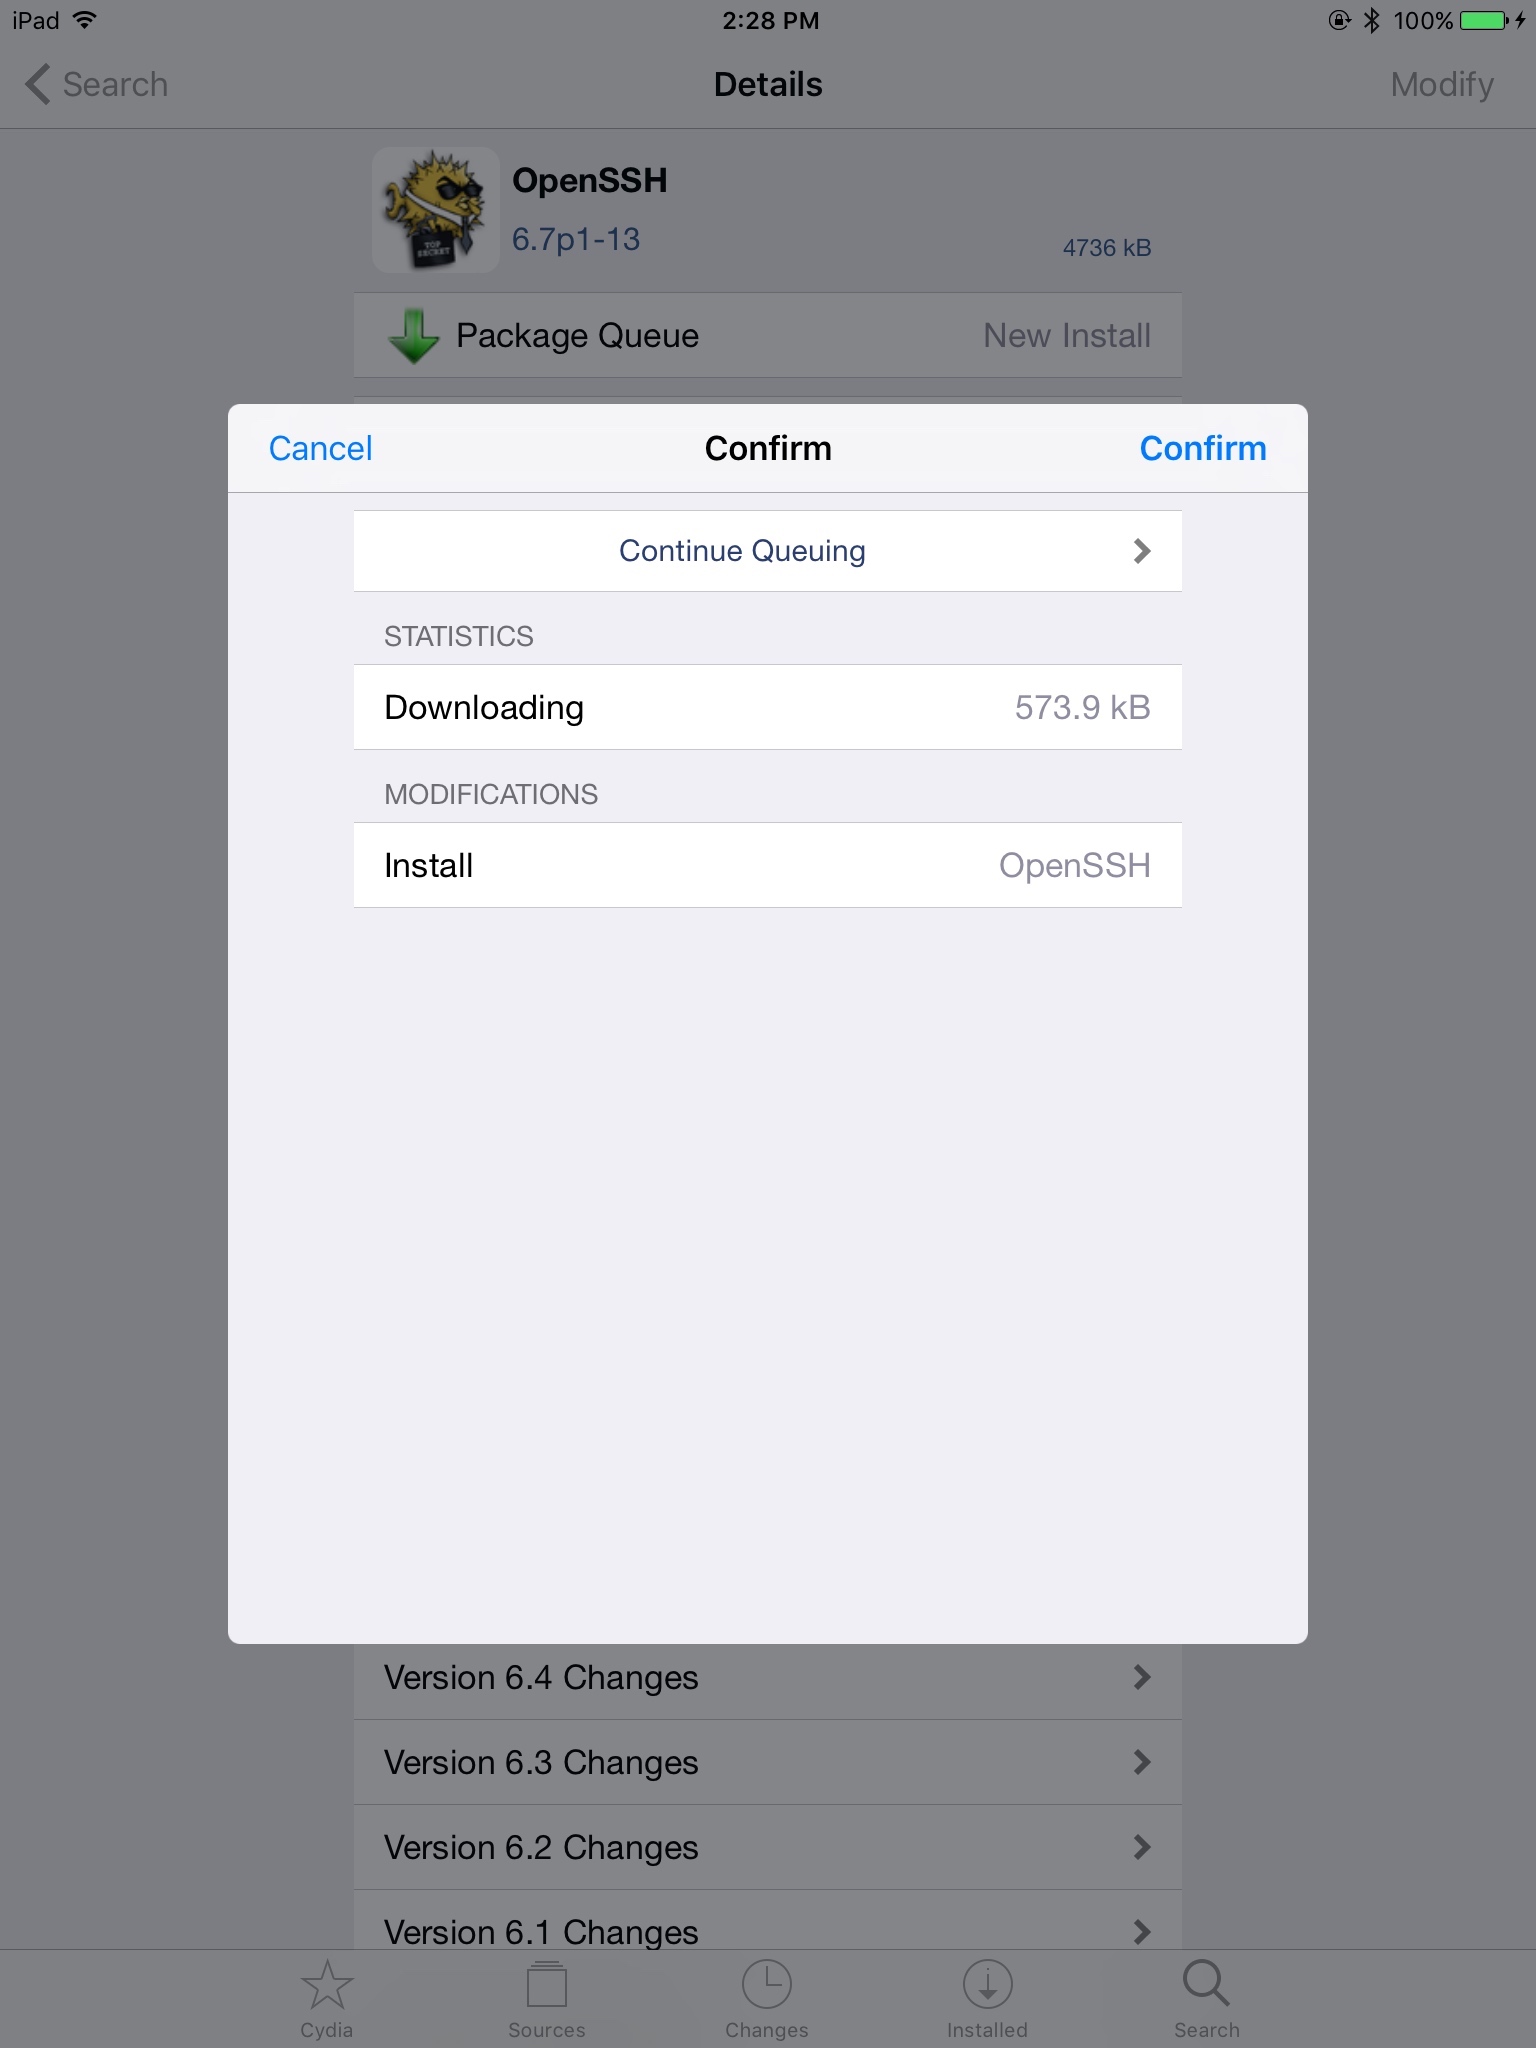 iPad 2:28 PM 100%
Search Details Modify
OpenSSH
6.7p1-13 4736 kB
TOP
SECRET
Package Queue New Install
Cancel Confirm Confirm
Continue Queuing
STATISTICS
Downloading 573.9 kB
MODIFICATIONS
Install OpenSSH
Version 6.4 Changes
Version 6.3 Changes
Version 6.2 Changes
Version 6.1 Changes
Cydia Sources Changes Installed Search